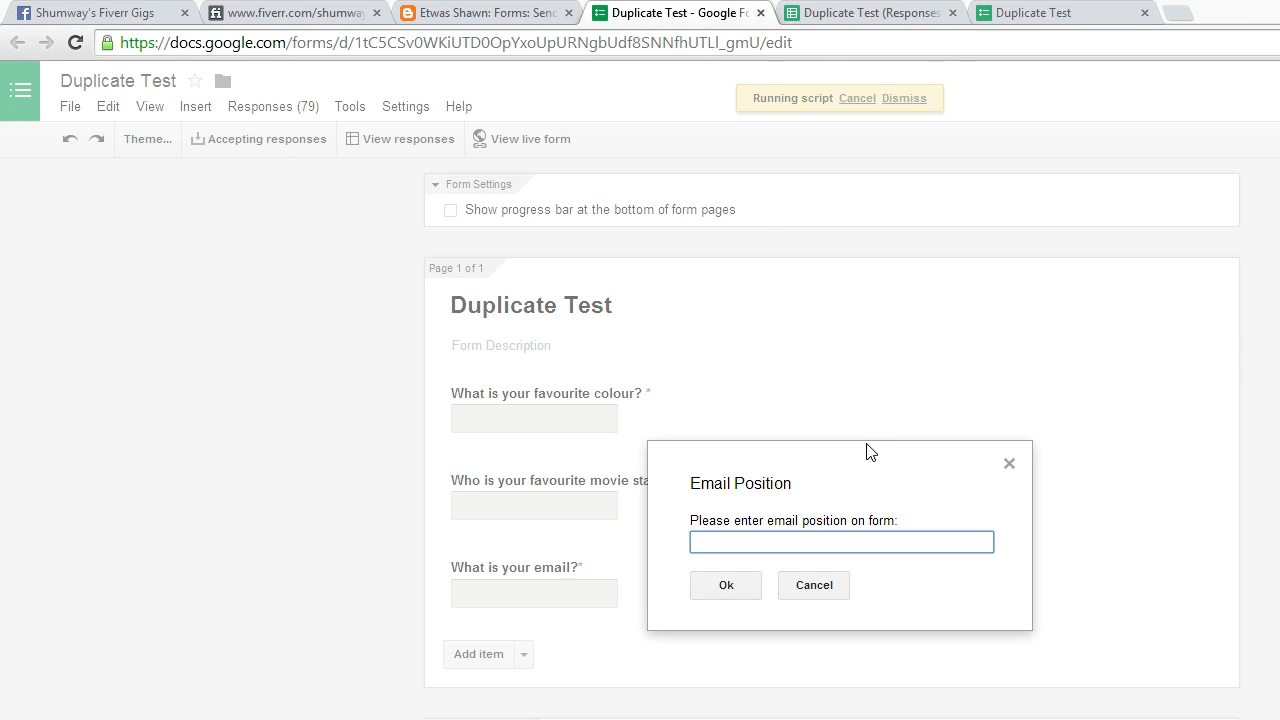 Shumway's Fiverr Gigs
www.fiverr.com/shumway
Etwas Shawn: Forms: Senc
Duplicate Test - Google Fo
Duplicate Test (Responses
Duplicate Test
https://docs.google.com/forms/d/1tC5CSv0WKiUTD0OpYxoUpURNgbUdf8SNNfhUTLl_gmU/edit
Duplicate Test
File Edit View Insert Responses (79) Tools Settings Help
Running script Cancel Dismiss
Theme... Accepting responses View responses View live form
Form Settings
Show progress bar at the bottom of form pages
Page 1 of 1
Duplicate Test
Form Description
What is your favourite colour? *
Who is your favourite movie sta
What is your email?*
Add item
Email Position
Please enter email position on form:
Ok Cancel